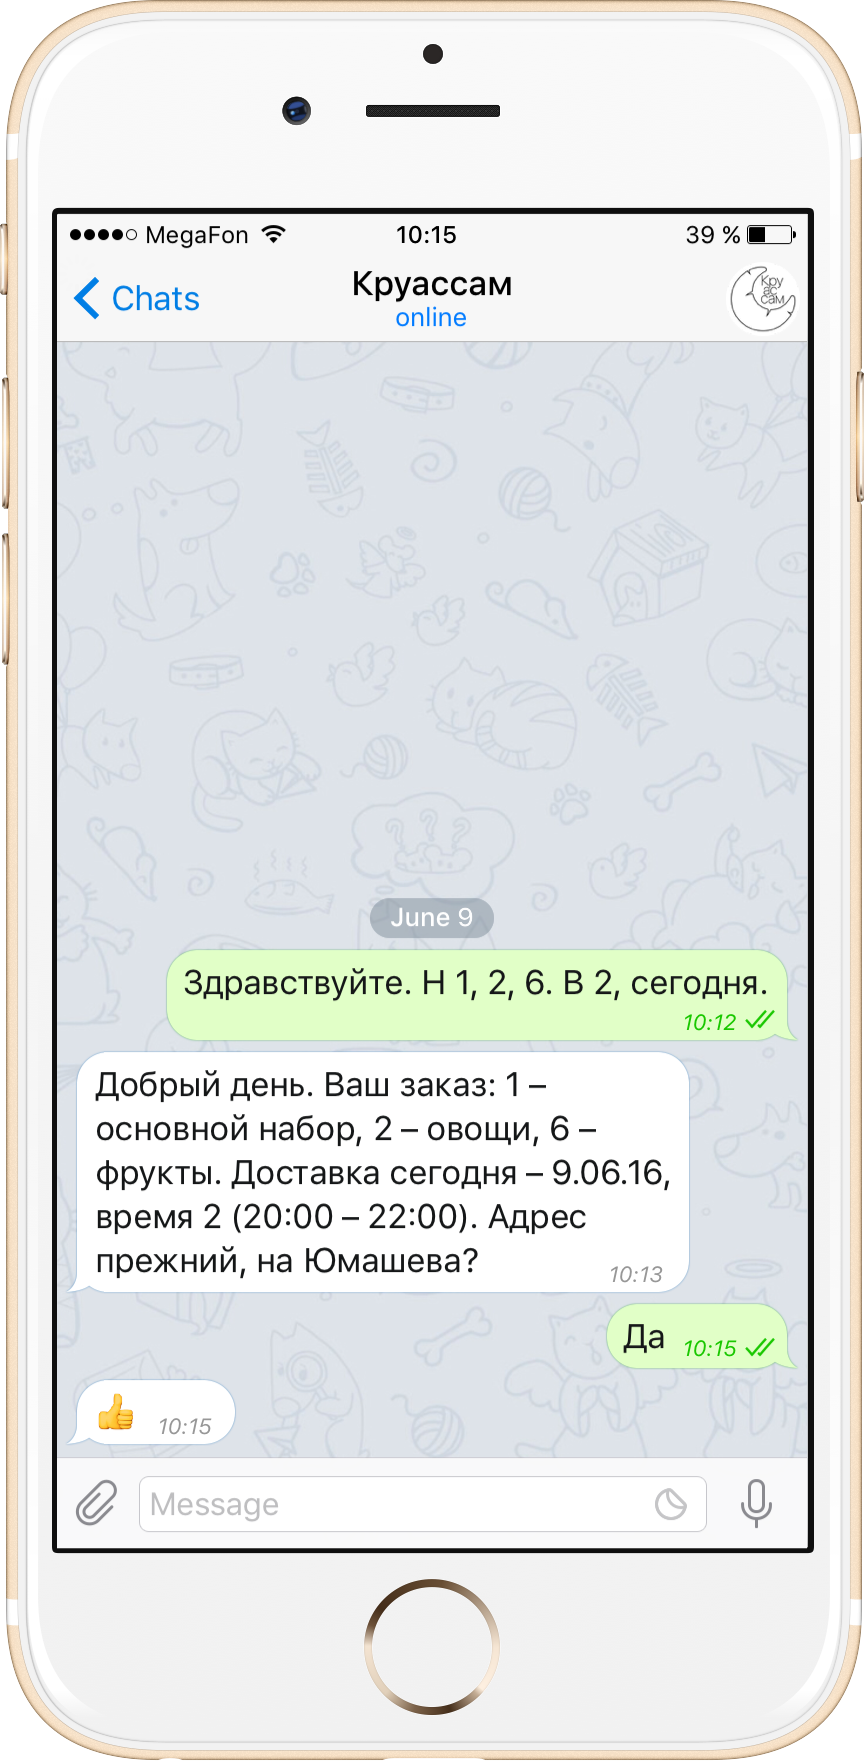 MegaFon 10:15 39 %
Chats Круассам
online
Кру
ас
сам
June 9
Здравствуйте. Н 1, 2, 6. В 2, сегодня.
10:12
Добрый день. Ваш заказ: 1 –
основной набор, 2 – овощи, 6 –
фрукты. Доставка сегодня – 9.06.16,
время 2 (20:00 – 22:00). Адрес
прежний, на Юмашева?
10:13
Да 10:15
👍 10:15
Message